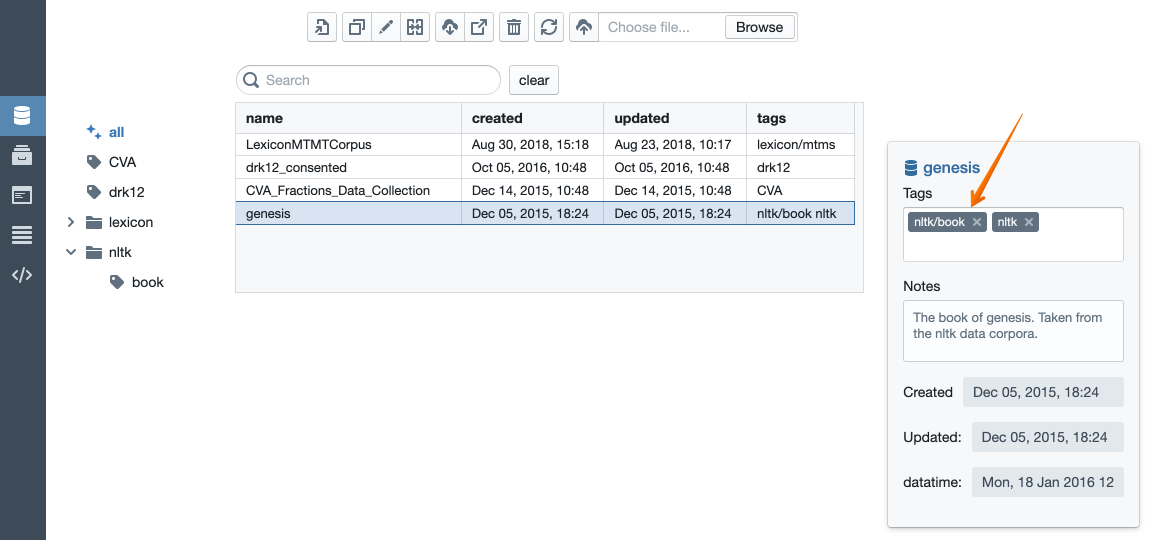 Choose file... Browse
Search clear
all
CVA
drk12
lexicon
nltk
book
name created updated tags
LexiconMTMTCorpus Aug 30, 2018, 15:18 Aug 23, 2018, 10:17 lexicon/mtms
drk12_consented Oct 05, 2016, 10:48 Oct 05, 2016, 10:48 drk12
CVA_Fractions_Data_Collection Dec 14, 2015, 10:48 Dec 14, 2015, 10:48 CVA
genesis Dec 05, 2015, 18:24 Dec 05, 2015, 18:24 nltk/book nltk
genesis
Tags
nltk/book × nltk ×
Notes
The book of genesis. Taken from
the nltk data corpora.
Created Dec 05, 2015, 18:24
Updated: Dec 05, 2015, 18:24
datatime: Mon, 18 Jan 2016 12